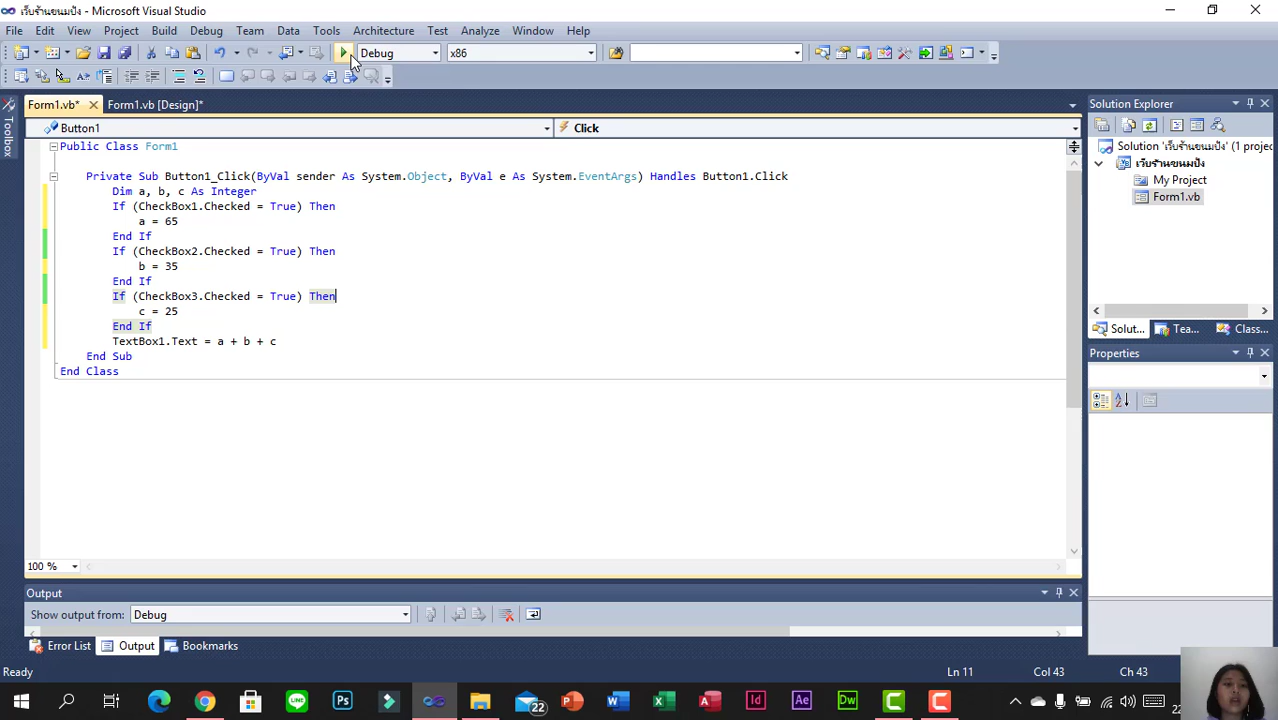 เว็บร้านขนมปัง - Microsoft Visual Studio
File Edit View Project Build Debug Team Data Tools Architecture Test Analyze Window Help
Debug x86
Form1.vb* Form1.vb [Design]*
Solution Explorer
Button1 Click
Toolbox
Public Class Form1
Solution 'เว็บร้านขนมปัง' (1 projec
เว็บร้านขนมปัง
My Project
Form1.vb
Private Sub Button1_Click(ByVal sender As System.Object, ByVal e As System.EventArgs) Handles Button1.Click
Dim a, b, c As Integer
If (CheckBox1.Checked = True) Then
a = 65
End If
If (CheckBox2.Checked = True) Then
b = 35
End If
If (CheckBox3.Checked = True) Then
c = 25
End If
TextBox1.Text = a + b + c
End Sub
End Class
Solut... Tea... Class...
Properties
100 %
Output
Show output from: Debug
Error List Output Bookmarks
Ready Ln 11 Col 43 Ch 43
22